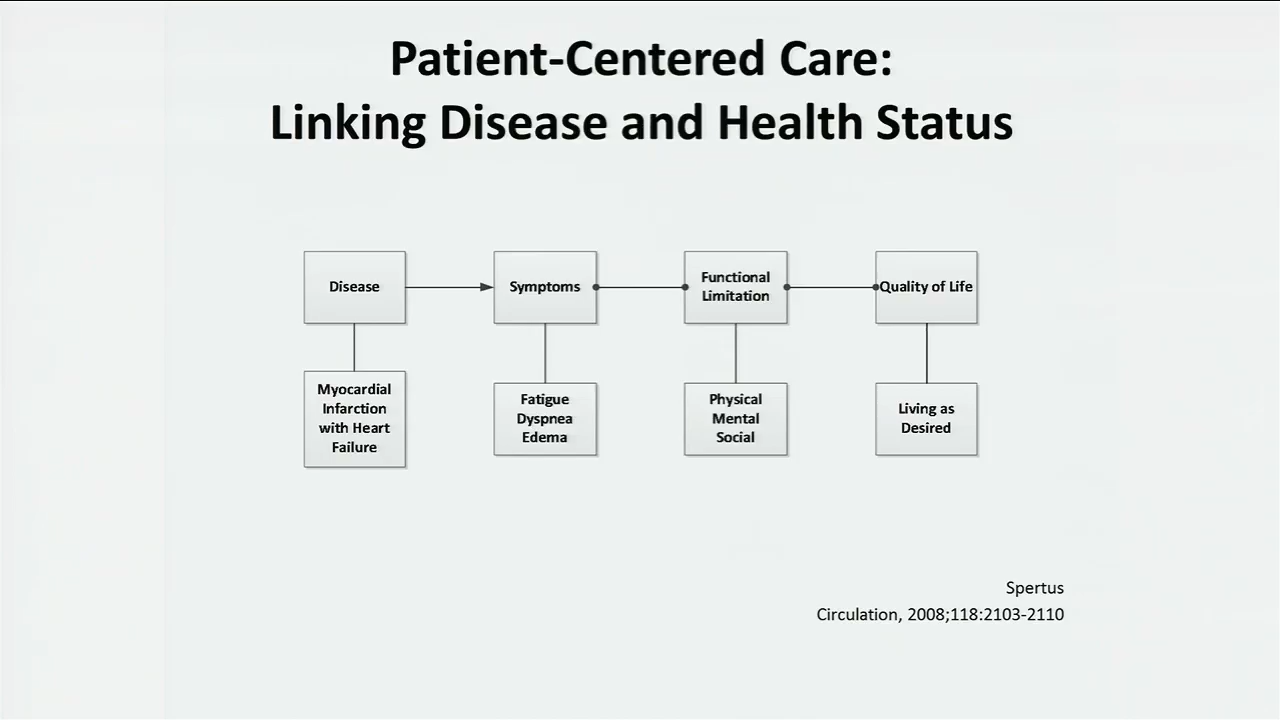 Patient-Centered Care:
Linking Disease and Health Status
Disease
Symptoms
Functional
Limitation
Quality of Life
Myocardial
Infarction
with Heart
Failure
Fatigue
Dyspnea
Edema
Physical
Mental
Social
Living as
Desired
Spertus
Circulation, 2008;118:2103-2110